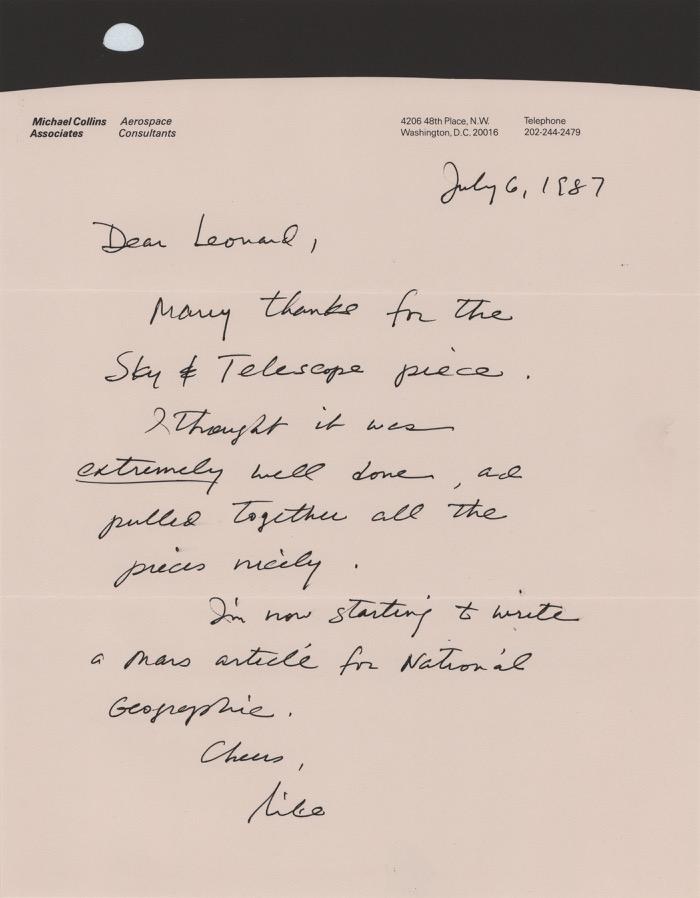 Michael Collins Associates
Aerospace Consultants
4206 48th Place, N.W.
Washington, D.C. 20016
Telephone
202-244-2479
July 6, 1987
Dear Leonard,
Many thanks for the
Sky & Telescope piece.
I thought it was
extremely well done, and
pulled together all the
pieces nicely.
I'm now starting to write
a Mars article for National
Geographic.
Cheers,
Mike